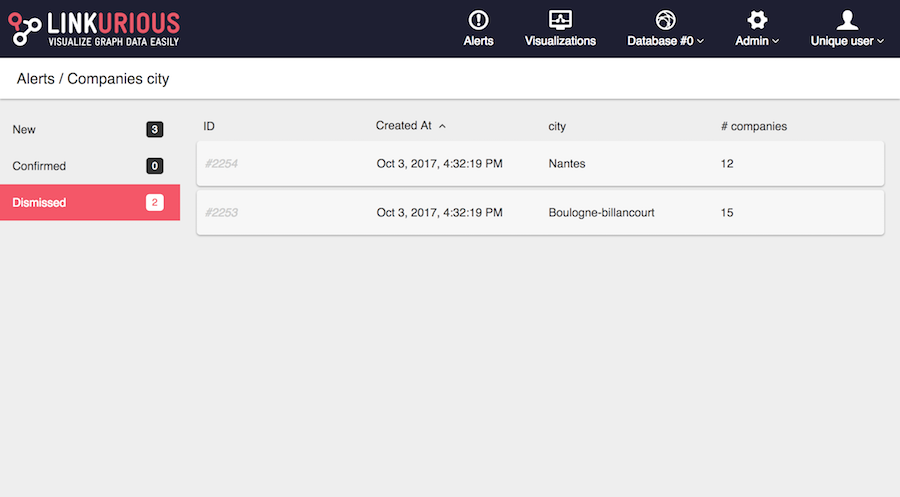 LINKURIOUS
VISUALIZE GRAPH DATA EASILY
Alerts
Visualizations
Database #0
Admin
Unique user
Alerts / Companies city
New 3
Confirmed 0
Dismissed 2
ID Created At city # companies
#2254 Oct 3, 2017, 4:32:19 PM Nantes 12
#2253 Oct 3, 2017, 4:32:19 PM Boulogne-billancourt 15